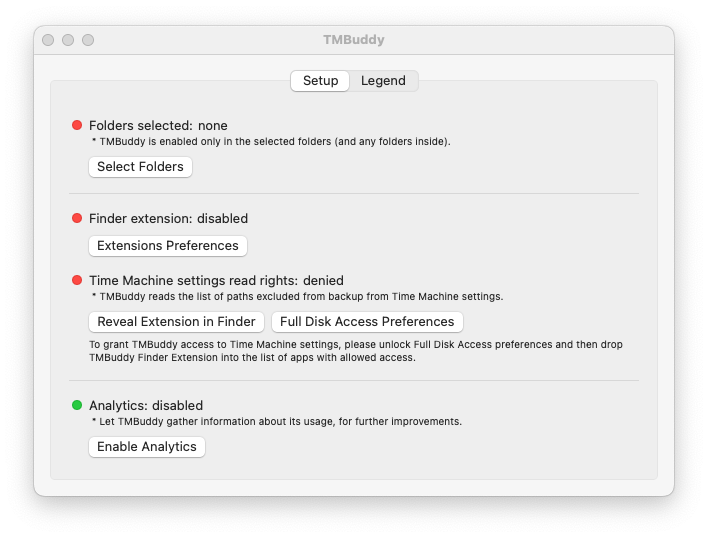 TMBuddy
Setup Legend
Folders selected: none
* TMBuddy is enabled only in the selected folders (and any folders inside).
Select Folders
Finder extension: disabled
Extensions Preferences
Time Machine settings read rights: denied
* TMBuddy reads the list of paths excluded from backup from Time Machine settings.
Reveal Extension in Finder Full Disk Access Preferences
To grant TMBuddy access to Time Machine settings, please unlock Full Disk Access preferences and then drop
TMBuddy Finder Extension into the list of apps with allowed access.
Analytics: disabled
* Let TMBuddy gather information about its usage, for further improvements.
Enable Analytics